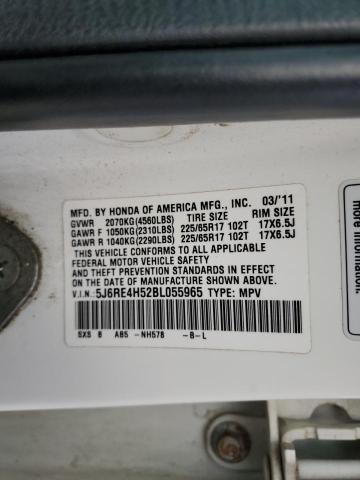 MFD. BY HONDA OF AMERICA MFG., INC. 03/'11
GVWR 2070KG(4560LBS) TIRE SIZE RIM SIZE
GAWR F 1050KG(2310LBS) 225/65R17 102T 17X6.5J
GAWR R 1040KG(2290LBS) 225/65R17 102T 17X6.5J
THIS VEHICLE CONFORMS TO ALL APPLICABLE
FEDERAL MOTOR VEHICLE SAFETY
AND THEFT PREVENTION STANDARDS IN EFFECT ON
THE DATE OF MANUFACTURE SHOWN ABOVE.
V.I.N.: 5J6RE4H52BL055965 TYPE: MPV
SXS B AB5 -NH578 -B-L
more information.